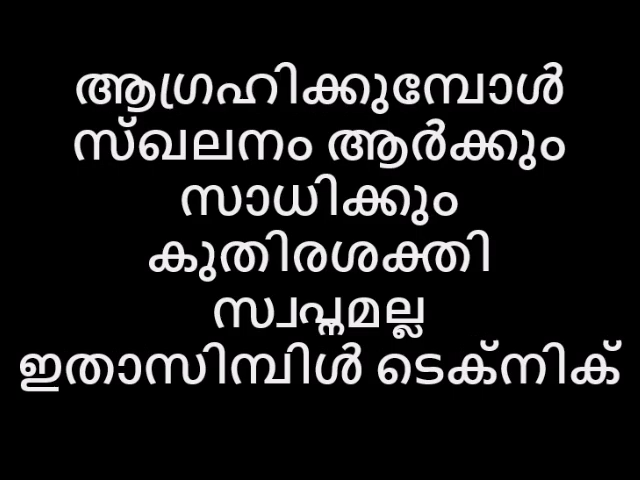 ആഗ്രഹിക്കുമ്പോൾ
സ്ഖലനം ആർക്കും
സാധിക്കും
കുതിരശക്തി
സ്വപ്നമല്ല
ഇതാസിമ്പിൾ ടെക്നിക്